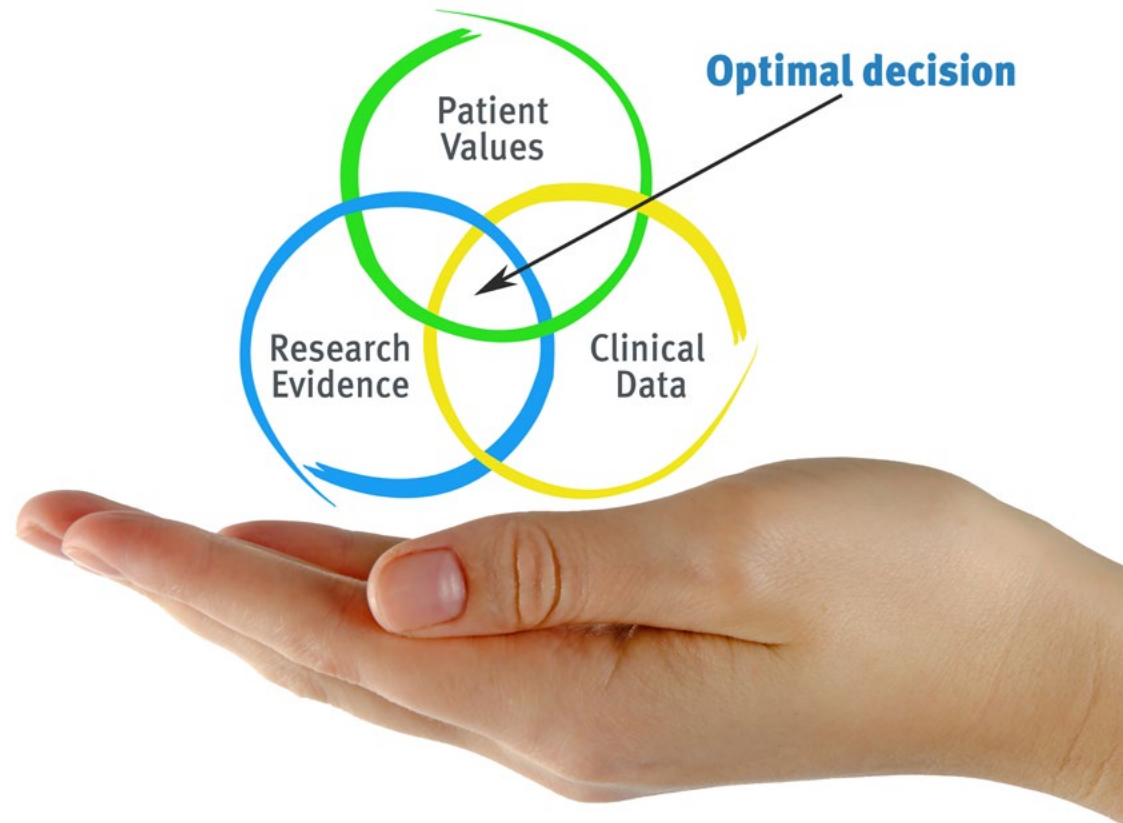 Optimal decision
Patient
Values
Research
Evidence
Clinical
Data